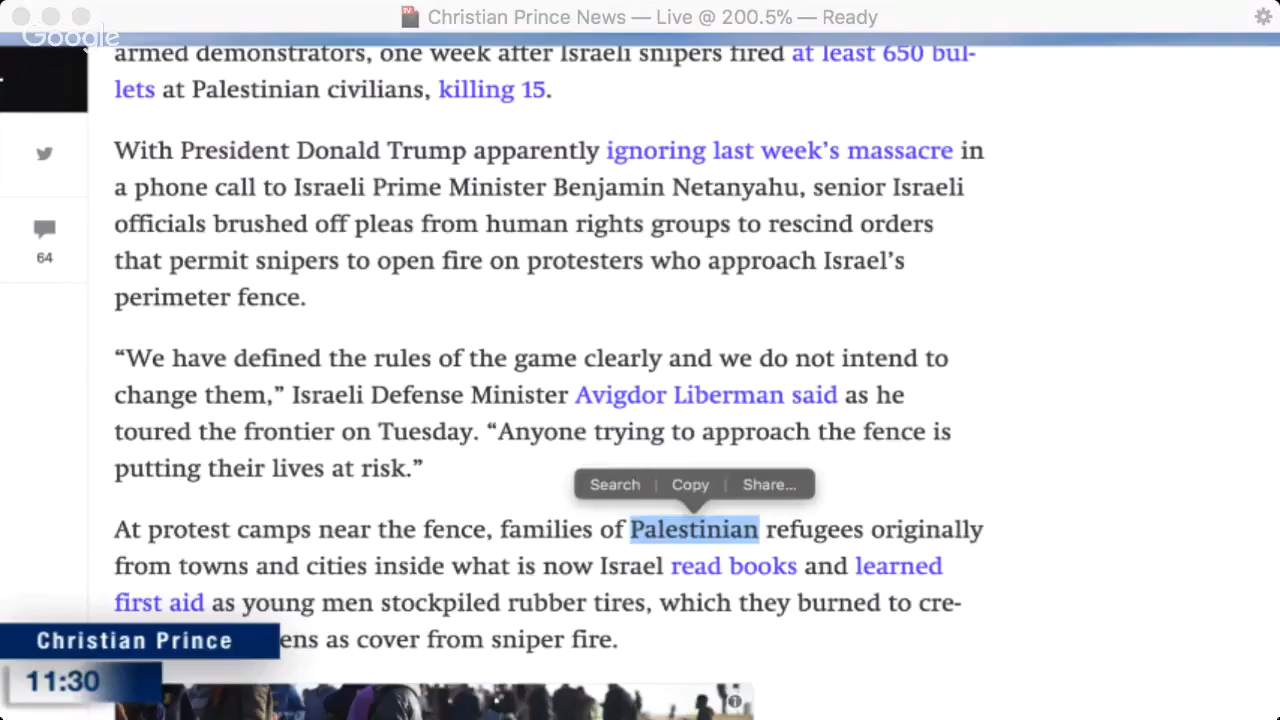 Christian Prince News — Live @ 200.5% — Ready
Google
armed demonstrators, one week after Israeli snipers fired at least 650 bul-
lets at Palestinian civilians, killing 15.
With President Donald Trump apparently ignoring last week’s massacre in
a phone call to Israeli Prime Minister Benjamin Netanyahu, senior Israeli
officials brushed off pleas from human rights groups to rescind orders
that permit snipers to open fire on protesters who approach Israel’s
perimeter fence.
64
“We have defined the rules of the game clearly and we do not intend to
change them,” Israeli Defense Minister Avigdor Liberman said as he
toured the frontier on Tuesday. “Anyone trying to approach the fence is
putting their lives at risk.”
Search | Copy | Share...
At protest camps near the fence, families of Palestinian refugees originally
from towns and cities inside what is now Israel read books and learned
first aid as young men stockpiled rubber tires, which they burned to cre-
ens as cover from sniper fire.
Christian Prince
11:30